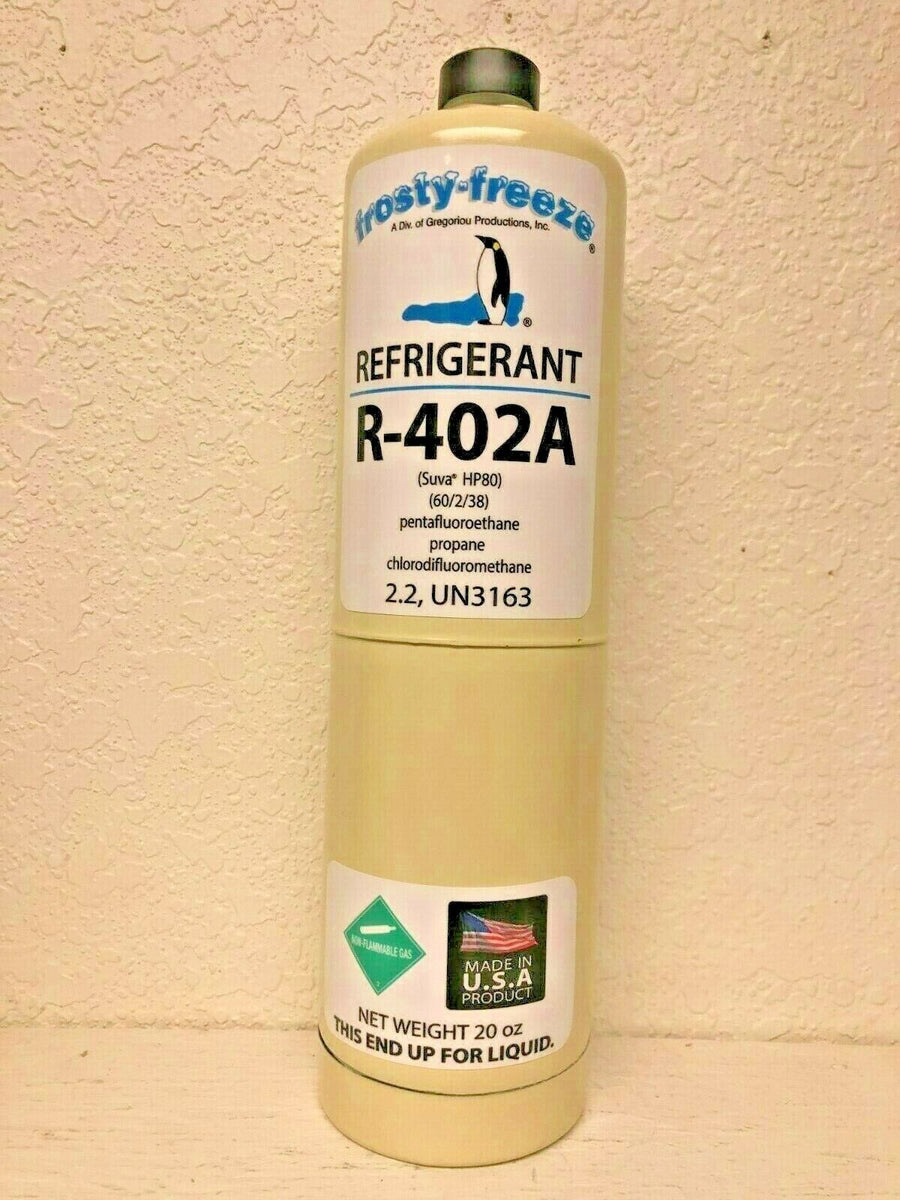 frosty-freeze®
A Div. of Gregoriou Productions, Inc.
®
REFRIGERANT
R-402A
(Suva® HP80)
(60/2/38)
pentafluoroethane
propane
chlorodifluoromethane
2.2, UN3163
NON-FLAMMABLE GAS
2
MADE IN
U.S.A
PRODUCT
NET WEIGHT 20 oz
THIS END UP FOR LIQUID.